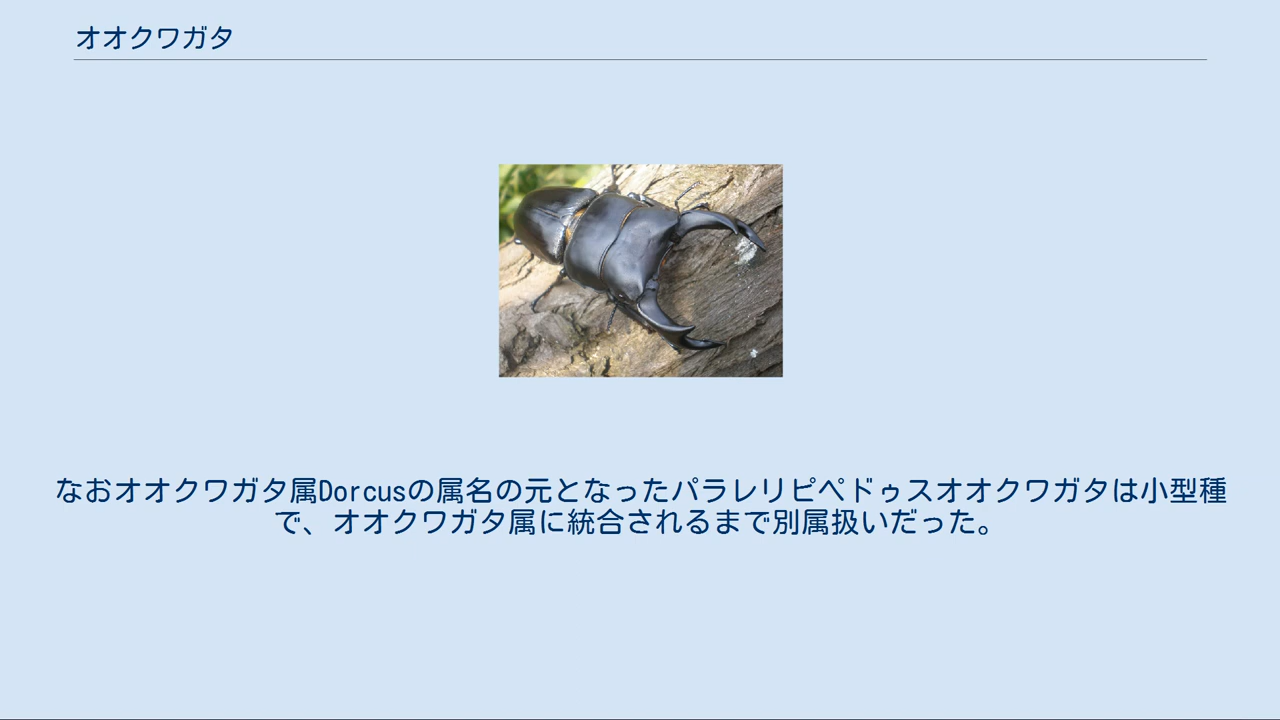 オオクワガタ
なおオオクワガタ属Dorcusの属名の元となったパラレリピペドゥスオオクワガタは小型種
で、オオクワガタ属に統合されるまで別属扱いだった。